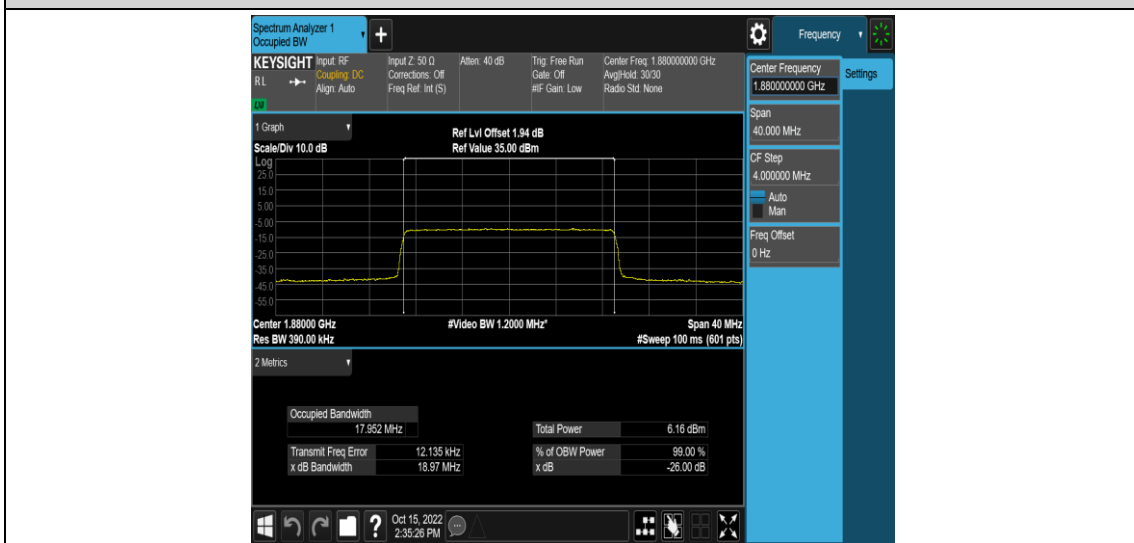 Spectrum Analyzer 1
Occupied BW
Frequency
KEYSIGHT
RL
Input: RF
Coupling: DC
Align: Auto
Input Z: 50 Ω
Corrections: Off
Freq Ref: Int (S)
Atten: 40 dB
Trig: Free Run
Gate: Off
#IF Gain: Low
Center Freq: 1.880000000 GHz
Avg|Hold: 30/30
Radio Std: None
Center Frequency
1.880000000 GHz
Settings
Span
40.000 MHz
CF Step
4.000000 MHz
Auto
Man
Freq Offset
0 Hz
1 Graph
Scale/Div 10.0 dB
Ref Lvl Offset 1.94 dB
Ref Value 35.00 dBm
Log
25.0
15.0
5.00
-5.00
-15.0
-25.0
-35.0
-45.0
-55.0
Center 1.88000 GHz
#Video BW 1.2000 MHz*
Span 40 MHz
Res BW 390.00 kHz
#Sweep 100 ms (601 pts)
2 Metrics
Occupied Bandwidth
17.952 MHz
Total Power 6.16 dBm
Transmit Freq Error 12.135 kHz
% of OBW Power 99.00 %
x dB Bandwidth 18.97 MHz
x dB -26.00 dB
?
Oct 15, 2022
2:35:26 PM